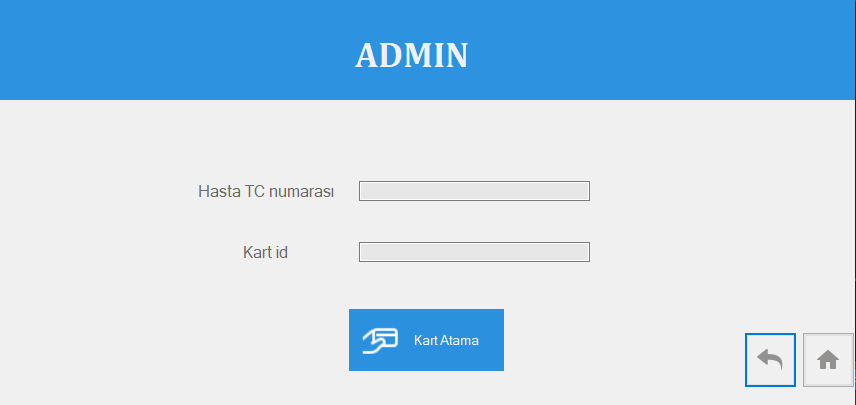 ADMIN
Hasta TC numarası
Kart id
Kart Atama